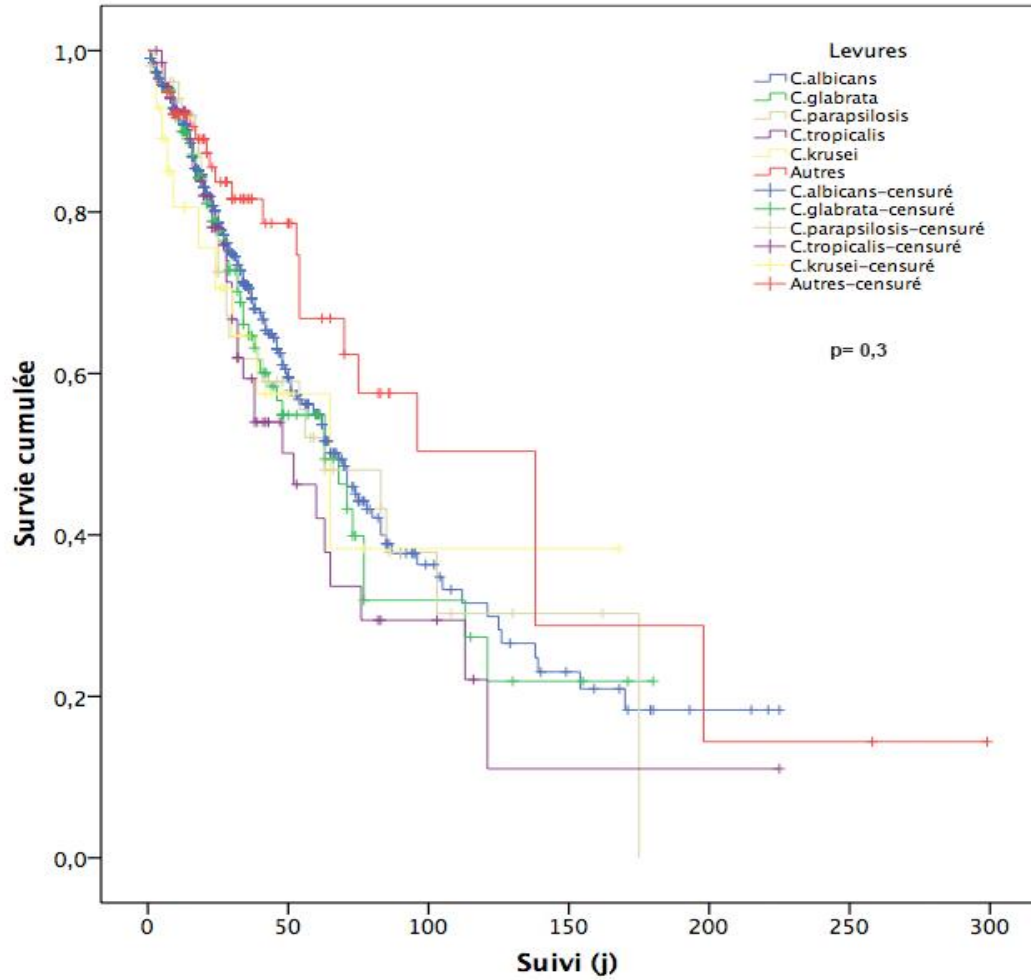 Levures
C.albicans
C.glabrata
C.parapsilosis
C.tropicalis
C.krusei
Autres
C.albicans-censuré
C.glabrata-censuré
C.parapsilosis-censuré
C.tropicalis-censuré
C.krusei-censuré
Autres-censuré
p= 0,3
Survie cumulée
1,0
0,8
0,6
0,4
0,2
0,0
0 50 100 150 200 250 300
Suivi (j)